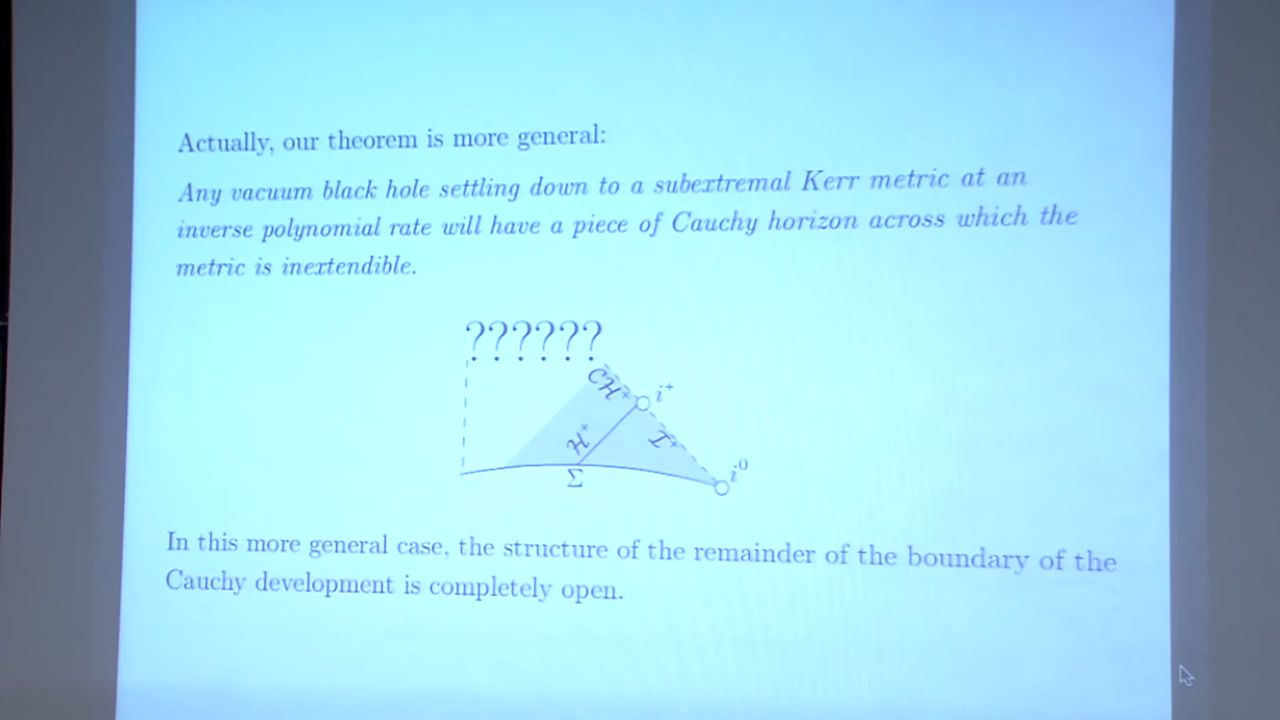 Actually, our theorem is more general:
Any vacuum black hole settling down to a subextremal Kerr metric at an
inverse polynomial rate will have a piece of Cauchy horizon across which the
metric is inextendible.
??????
CH⁺
i⁺
H⁺
I⁺
i⁰
Σ
In this more general case, the structure of the remainder of the boundary of the
Cauchy development is completely open.